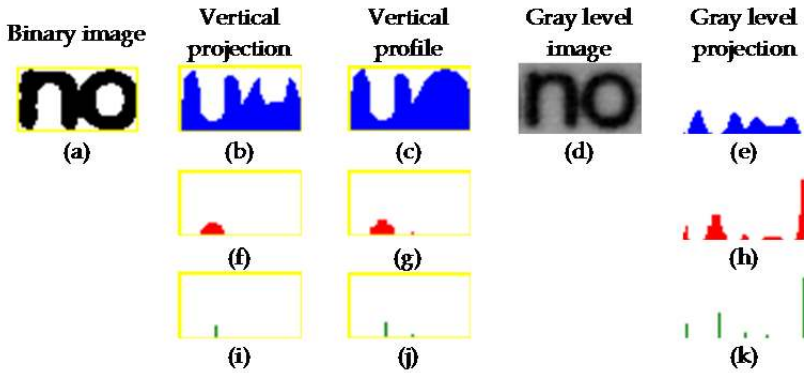 Binary image Vertical projection Vertical profile Gray level image Gray level projection
no no
(a) (b) (c) (d) (e)
(f) (g) (h)
(i) (j) (k)